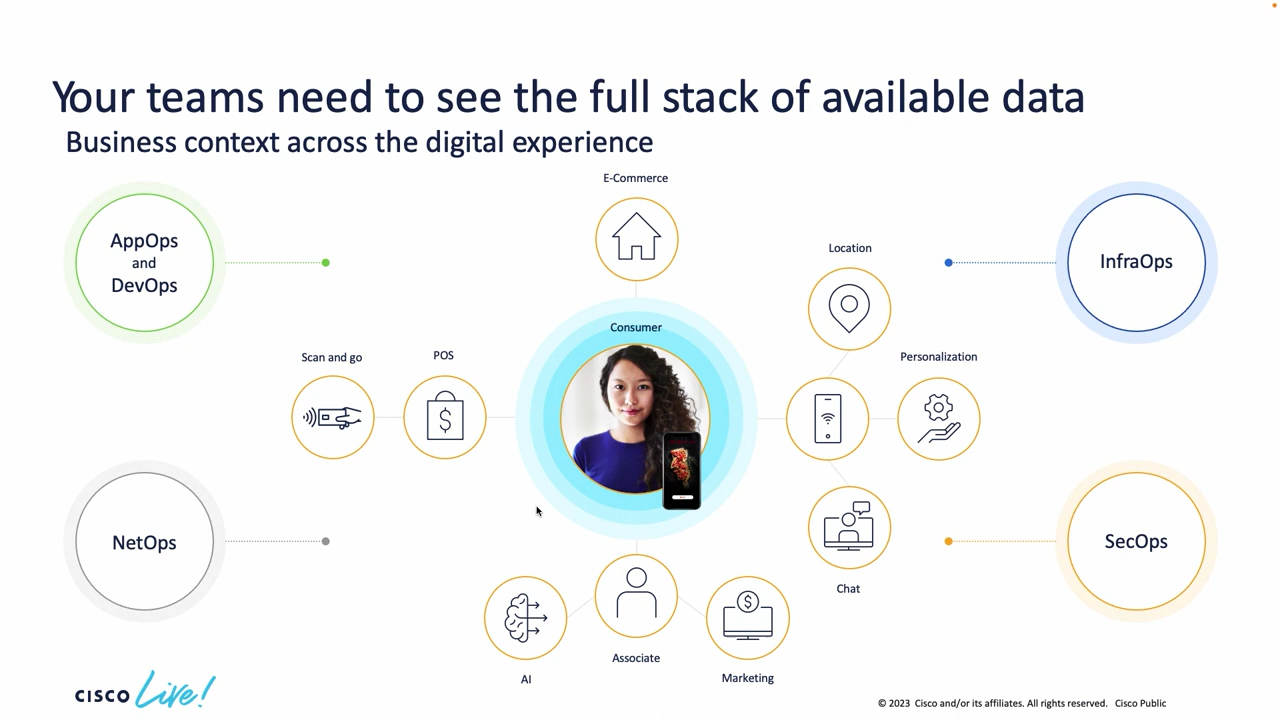 Your teams need to see the full stack of available data
Business context across the digital experience
E-Commerce
AppOps
and
DevOps
Location
InfraOps
Consumer
Scan and go
POS
Personalization
$
NetOps
SecOps
Chat
$
Associate
AI
Marketing
CISCO Live!
© 2023 Cisco and/or its affiliates. All rights reserved. Cisco Public